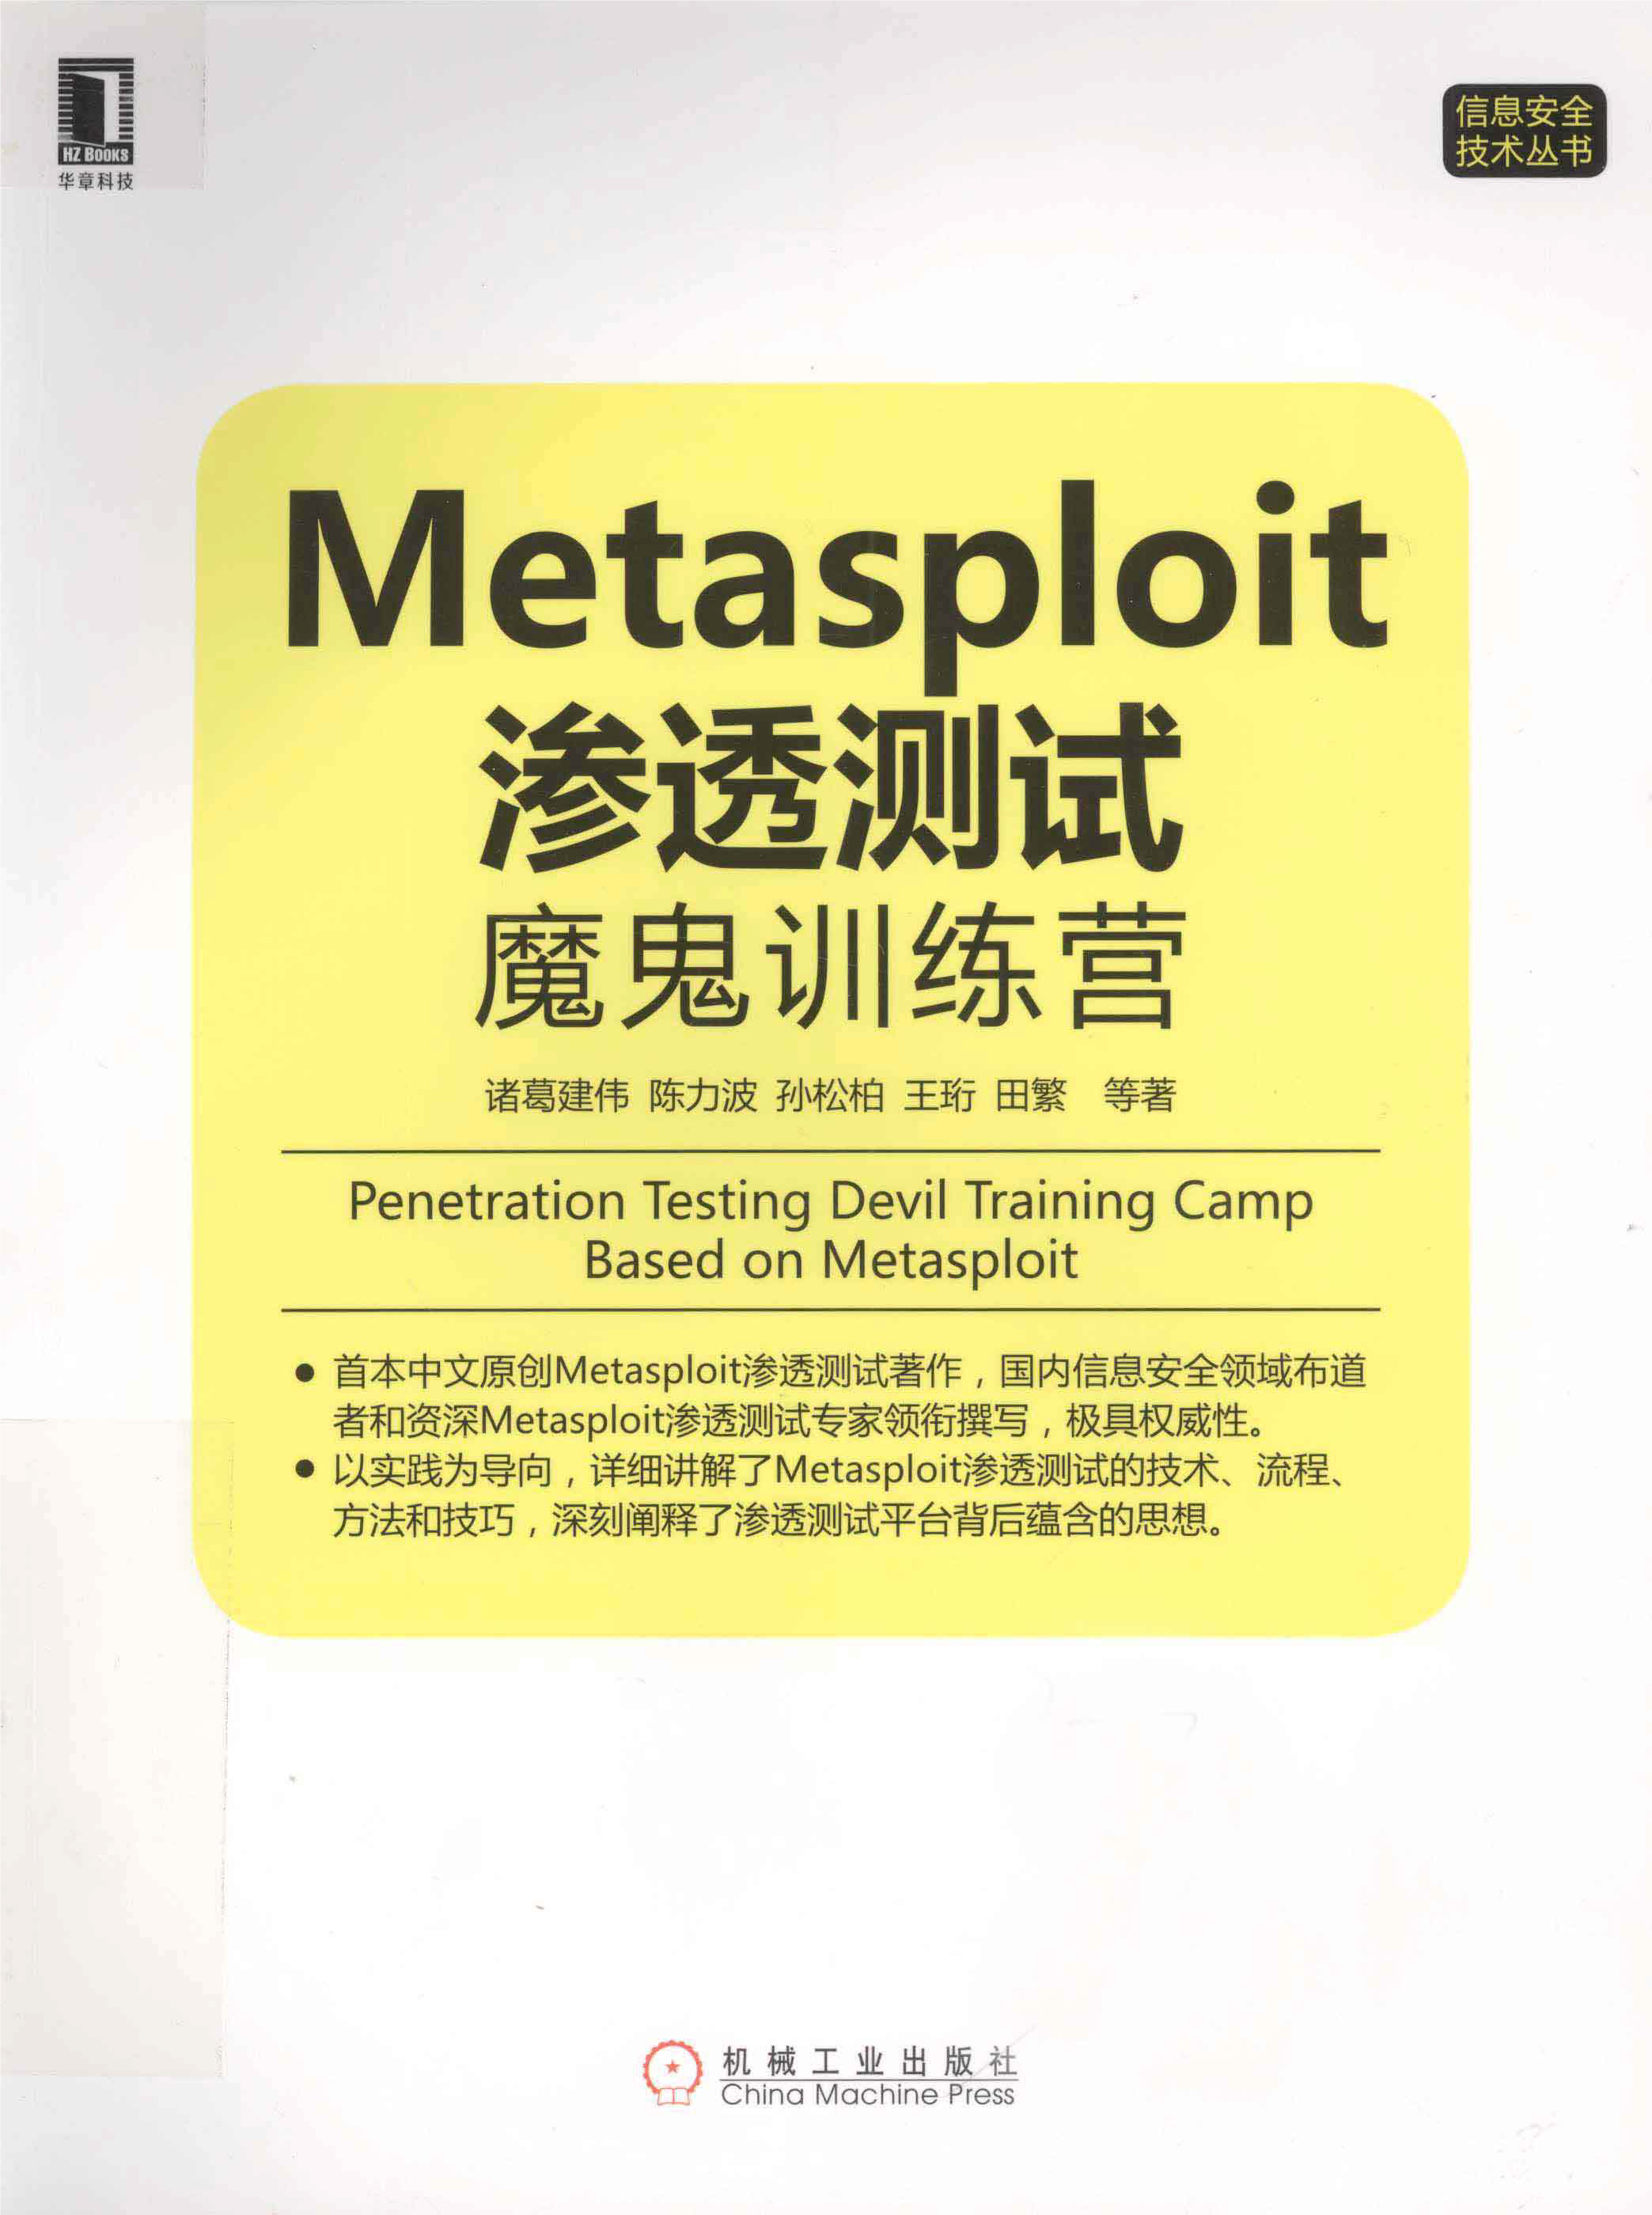 HZ BOOKS
华章科技
信息安全
技术丛书
Metasploit
渗透测试
魔鬼训练营
诸葛建伟 陈力波 孙松柏 王珩 田繁 等著
Penetration Testing Devil Training Camp
Based on Metasploit
● 首本中文原创Metasploit渗透测试著作，国内信息安全领域布道
者和资深Metasploit渗透测试专家领衔撰写，极具权威性。
● 以实践为导向，详细讲解了Metasploit渗透测试的技术、流程、
方法和技巧，深刻阐释了渗透测试平台背后蕴含的思想。
机械工业出版社
China Machine Press